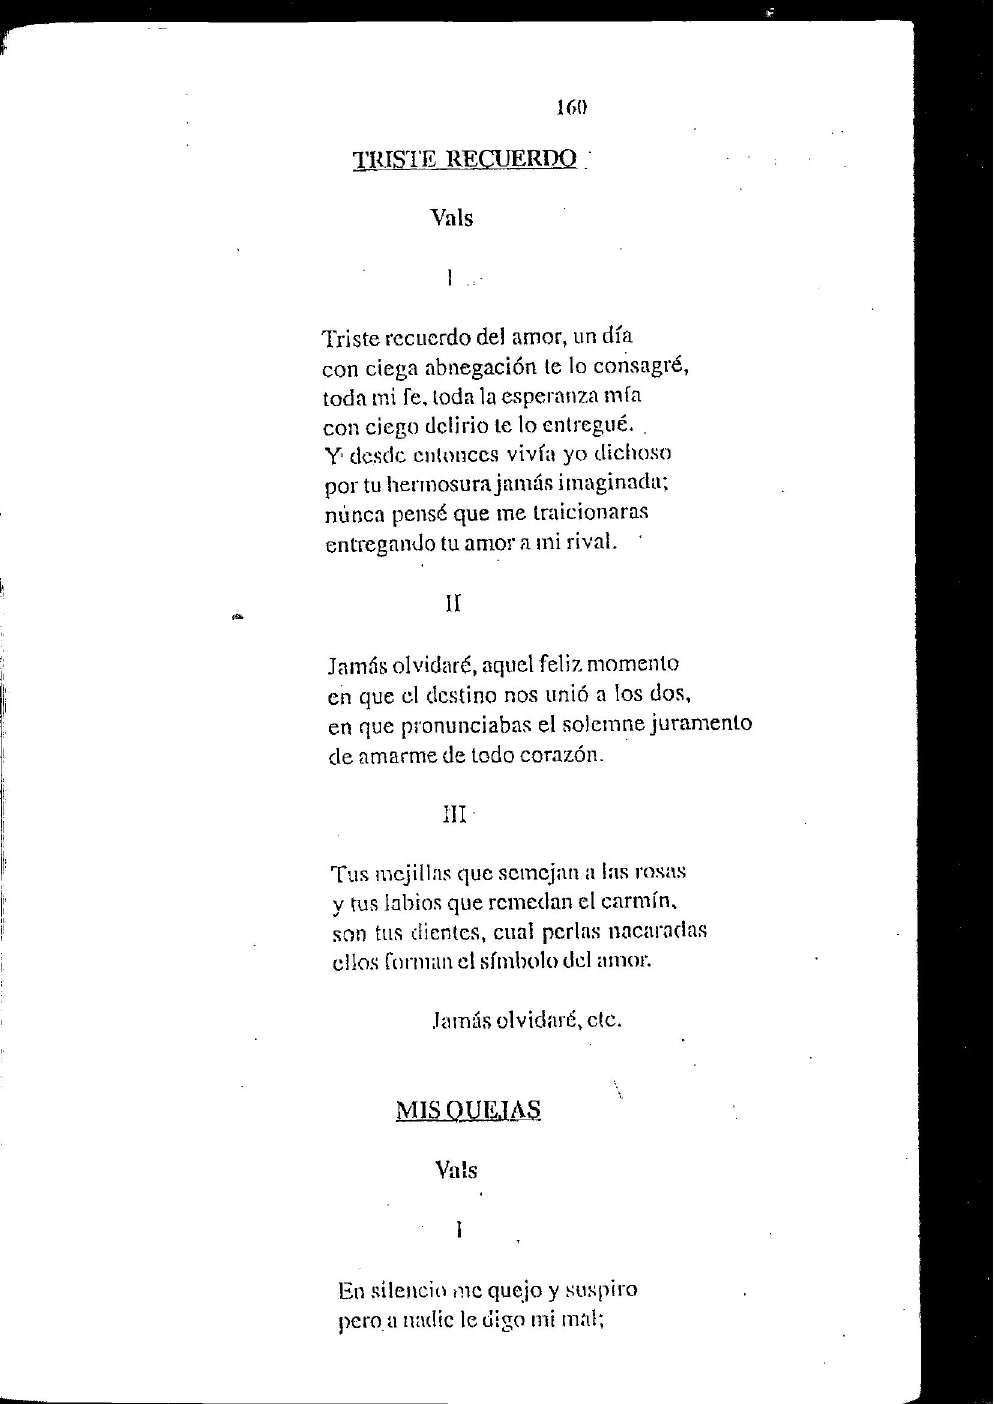 160
TRISTE RECUERDO
Vals
I
Triste recuerdo del amor, un día
con ciega abnegación te lo consagré,
toda mi fe, toda la esperanza mía
con ciego delirio te lo entregué.
Y desde entonces vivía yo dichoso
por tu hermosura jamás imaginada;
nunca pensé que me traicionaras
entregando tu amor a mi rival.
II
Jamás olvidaré, aquel feliz momento
en que el destino nos unió a los dos,
en que pronunciabas el solemne juramento
de amarme de todo corazón.
III
Tus mejillas que semejan a las rosas
y tus labios que remedan el carmín,
son tus dientes, cual perlas nacaradas
ellos forman el símbolo del amor.
Jamás olvidaré, etc.
MIS QUEJAS
Vals
I
En silencio me quejo y suspiro
pero a nadie le digo mi mal;